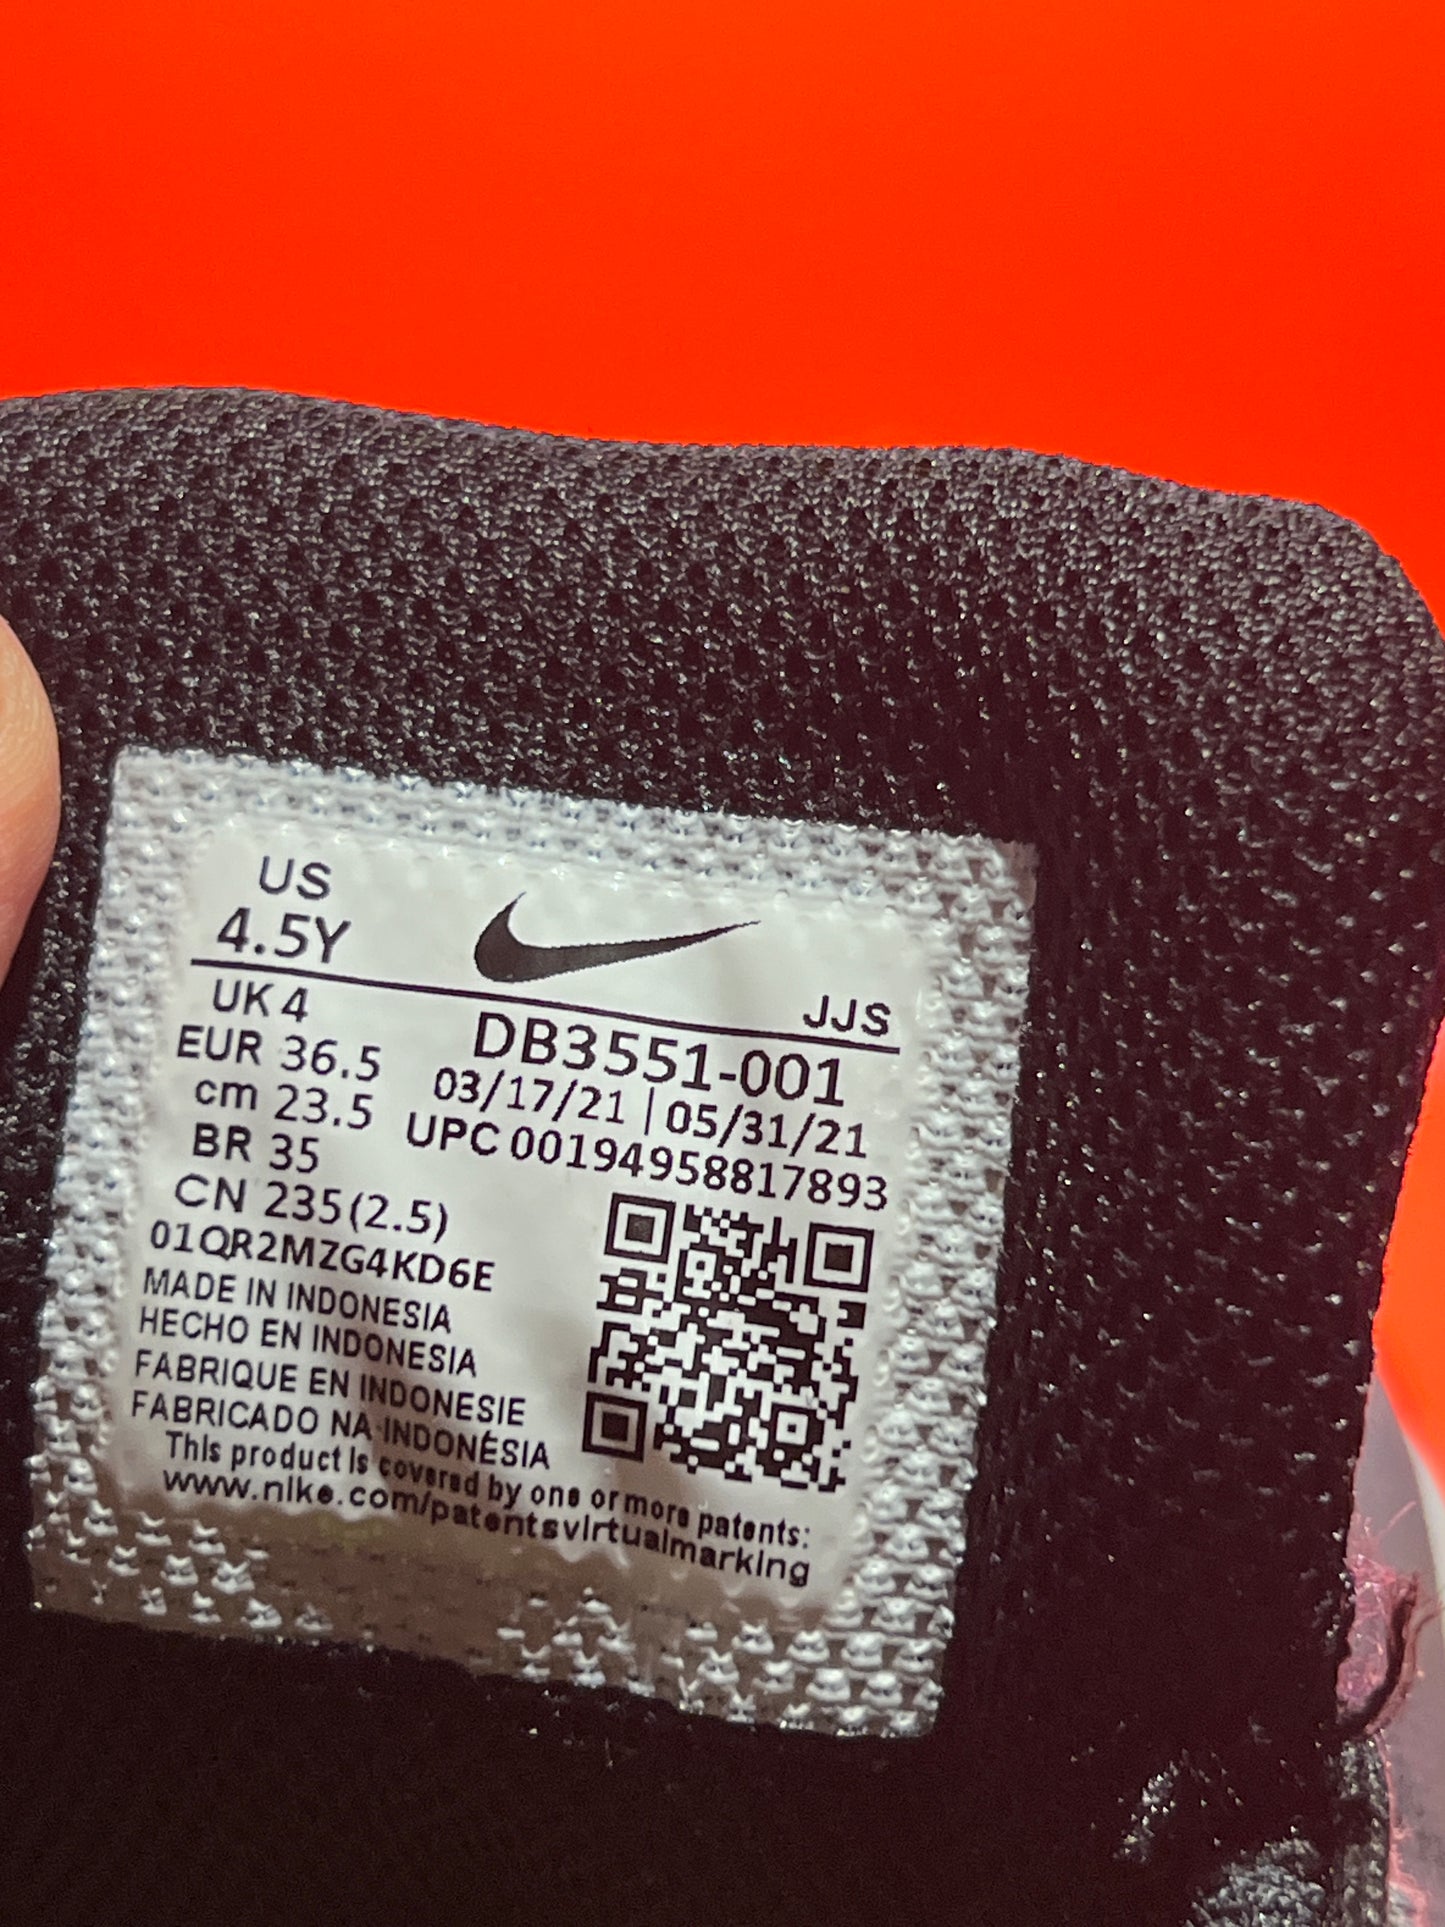 US
4.5Y
JJS
UK 4
DB3551-001
EUR 36.5
03/17/21 | 05/31/21
cm 23.5
UPC 00194958817893
BR 35
CN 235(2.5)
01QR2MZG4KD6E
MADE IN INDONESIA
HECHO EN INDONESIA
FABRIQUE EN INDONESIE
FABRICADO NA INDONÉSIA
This product is covered by one or more patents:
www.nike.com/patentsvirtualmarking